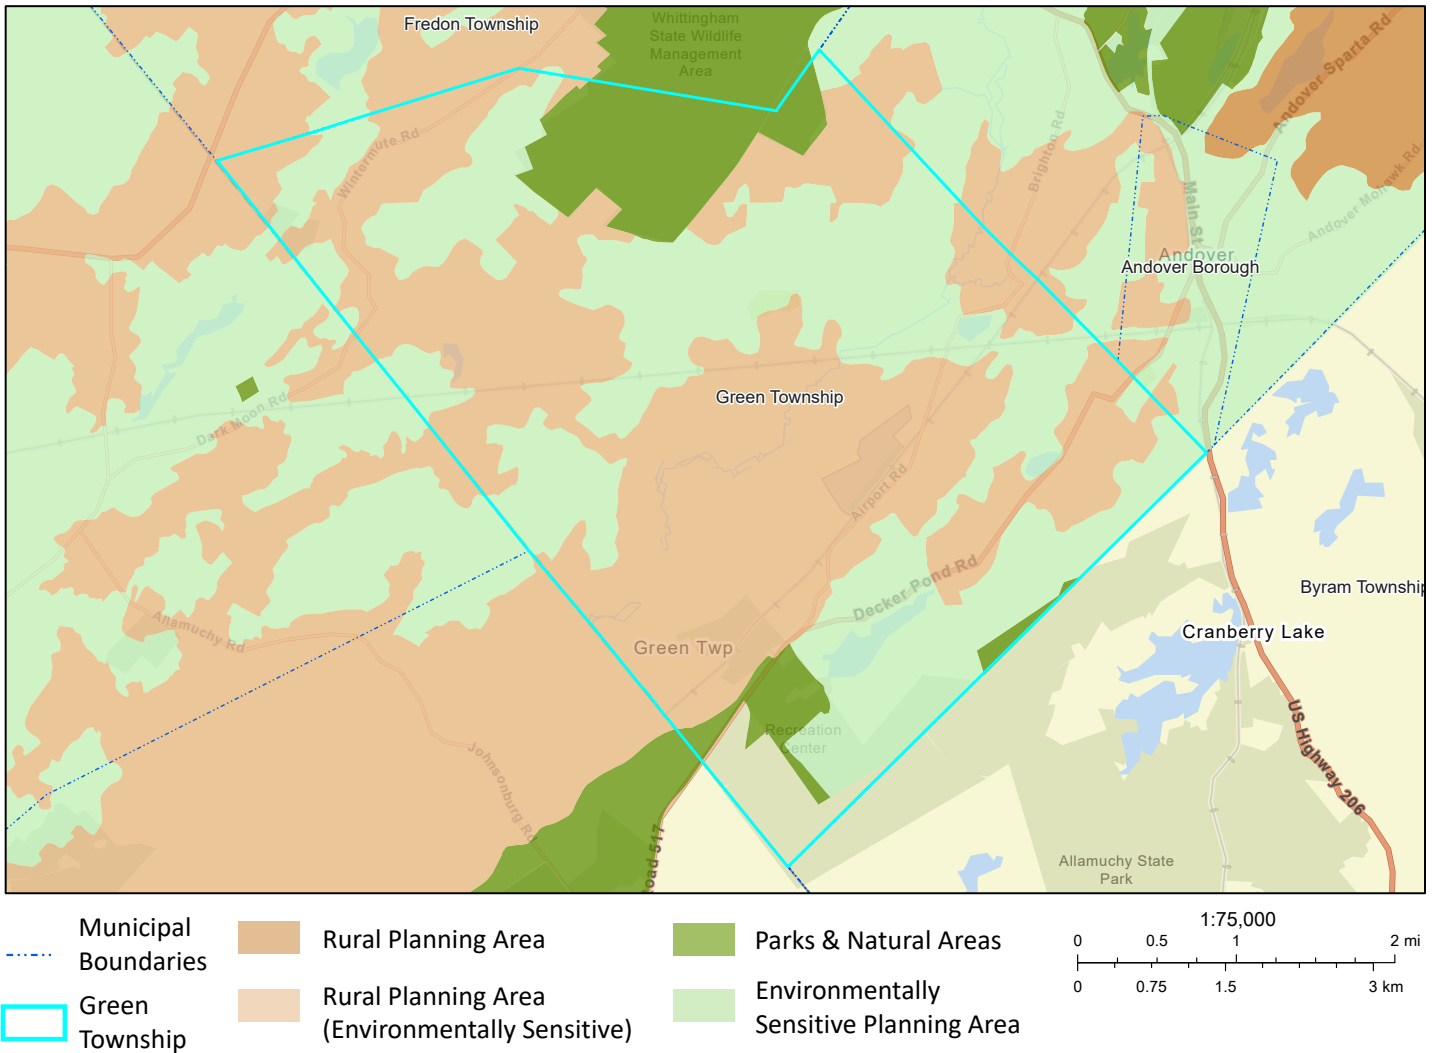 Fredon Township
Whittingham
State Wildlife
Management
Area
Andover Sparta Rd
Wintermute Rd
Brighton Rd
Main St
Andover Mohawk Rd
Andover
Andover Borough
Green Township
Dark Moon Rd
Airport Rd
Decker Pond Rd
Byram Township
Allamuchy Rd
Cranberry Lake
Green Twp
Recreation
Center
US Highway 206
Johnsonburg Rd
Road 517
Allamuchy State
Park
Municipal
Boundaries
Green
Township
Rural Planning Area
Rural Planning Area
(Environmentally Sensitive)
Parks & Natural Areas
Environmentally
Sensitive Planning Area
1:75,000
0 0.5 1 2 mi
0 0.75 1.5 3 km